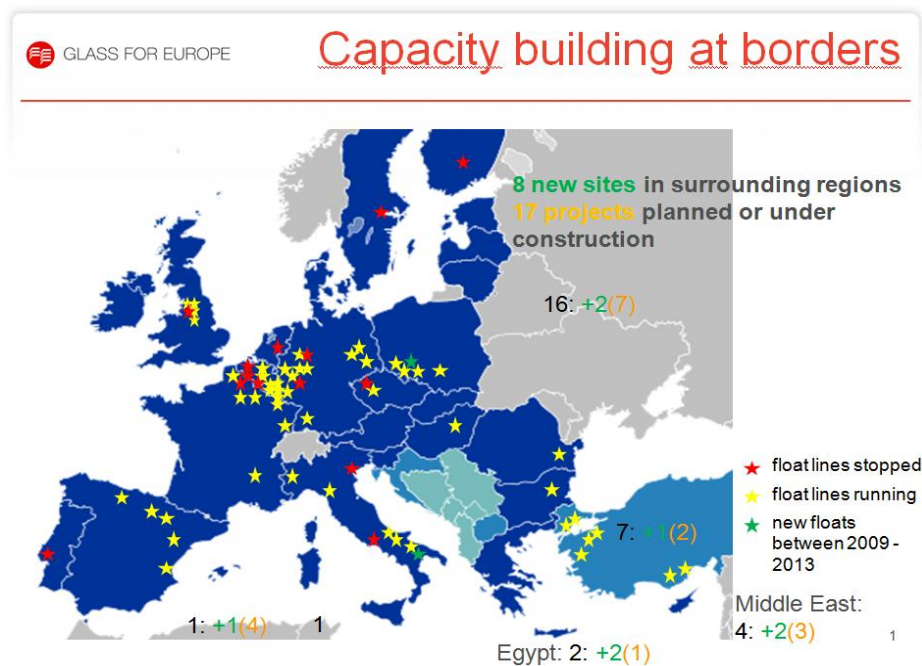 GLASS FOR EUROPE
Capacity building at borders
8 new sites in surrounding regions
17 projects planned or under
construction
16: +2(7)
float lines stopped
float lines running
new floats
between 2009 -
2013
7: +1(2)
Middle East:
4: +2(3)
1: +1(4)
1
Egypt: 2: +2(1)
1